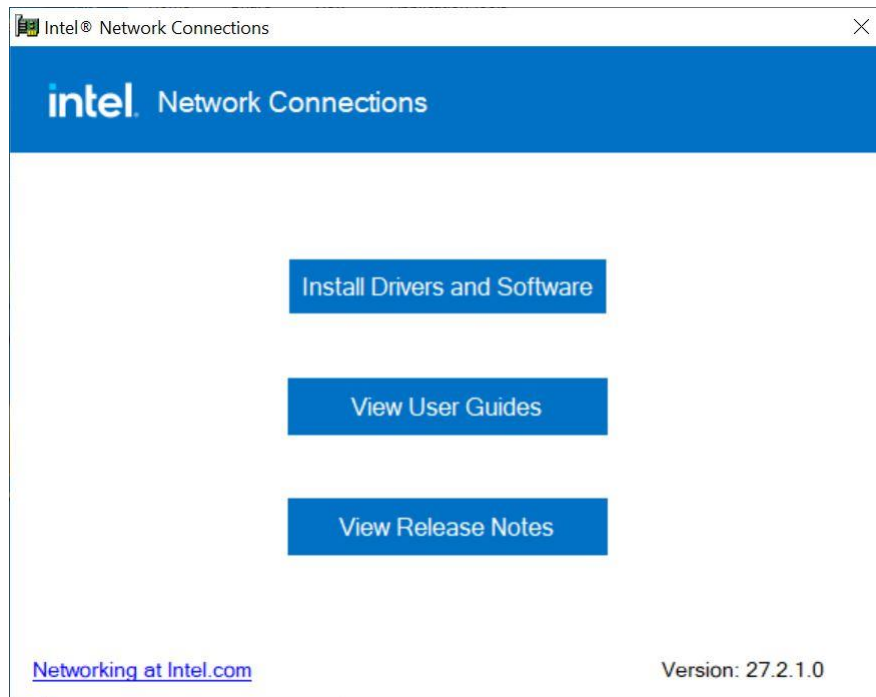 Intel® Network Connections
intel. Network Connections
Install Drivers and Software
View User Guides
View Release Notes
Networking at Intel.com
Version: 27.2.1.0